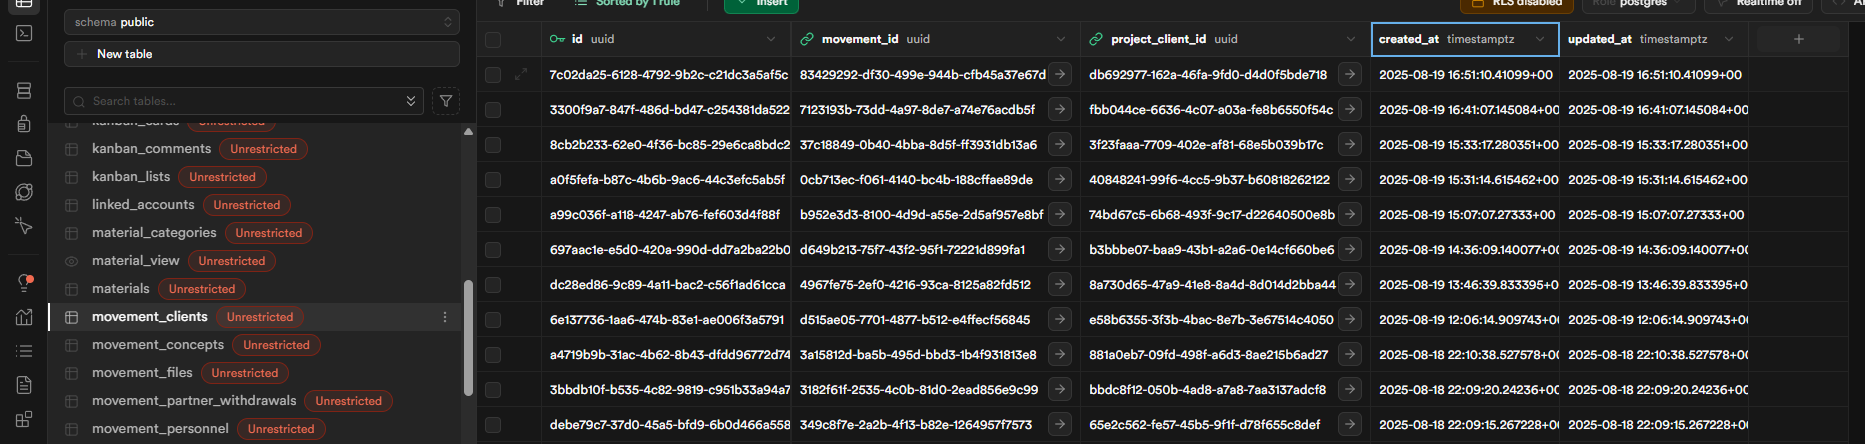 Filter
Sorted by 1 rule
Insert
RLS disabled
Role postgres
Realtime off
schema public
New table
Search tables...
kanban_cards Unrestricted
kanban_comments Unrestricted
kanban_lists Unrestricted
linked_accounts Unrestricted
material_categories Unrestricted
material_view Unrestricted
materials Unrestricted
movement_clients Unrestricted
movement_concepts Unrestricted
movement_files Unrestricted
movement_partner_withdrawals Unrestricted
movement_personnel Unrestricted
id uuid movement_id uuid project_client_id uuid created_at timestamptz updated_at timestamptz
7c02da25-6128-4792-9b2c-c21dc3a5af5c 83429292-df30-499e-944b-cfb45a37e67d db692977-162a-46fa-9fd0-d4d0f5bde718 2025-08-19 16:51:10.41099+00 2025-08-19 16:51:10.41099+00
3300f9a7-847f-486d-bd47-c254381da522 7123193b-73dd-4a97-8de7-a74e76acdb5f fbb044ce-6636-4c07-a03a-fe8b6550f54c 2025-08-19 16:41:07.145084+00 2025-08-19 16:41:07.145084+00
8cb2b233-62e0-4f36-bc85-29e6ca8bdc2 37c18849-0b40-4bba-8d5f-ff3931db13a6 3f23faaa-7709-402e-af81-68e5b039b17c 2025-08-19 15:33:17.280351+00 2025-08-19 15:33:17.280351+00
a0f5fefa-b87c-4b6b-9ac6-44c3efc5ab5f 0cb713ec-f061-4140-bc4b-188cffae89de 40848241-99f6-4cc5-9b37-b60818262122 2025-08-19 15:31:14.615462+00 2025-08-19 15:31:14.615462+00
a99c036f-a118-4247-ab76-fef603d4f88f b952e3d3-8100-4d9d-a55e-2d5af957e8bf 74bd67c5-6b68-493f-9c17-d22640500e8b 2025-08-19 15:07:07.27333+00 2025-08-19 15:07:07.27333+00
697aac1e-e5d0-420a-990d-dd7a2ba22b0 d649b213-75f7-43f2-95f1-72221d899fa1 b3bbbe07-baa9-43b1-a2a6-0e14cf660be6 2025-08-19 14:36:09.140077+00 2025-08-19 14:36:09.140077+00
dc28ed86-9c89-4a11-bac2-c56f1ad61cca 4967fe75-2ef0-4216-93ca-8125a82fd512 8a730d65-47a9-41e8-8a4d-8d014d2bba44 2025-08-19 13:46:39.833395+0 2025-08-19 13:46:39.833395+0
6e137736-1aa6-474b-83e1-ae006f3a5791 d515ae05-7701-4877-b512-e4ffecf56845 e58b6355-3f3b-4bac-8e7b-3e67514c4050 2025-08-19 12:06:14.909743+00 2025-08-19 12:06:14.909743+00
a4719b9b-31ac-4b62-8b43-dfdd96772d74 3a15812d-ba5b-495d-bbd3-1b4f931813e8 881a0eb7-09fd-498f-a6d3-8ae215b6ad27 2025-08-18 22:10:38.527578+00 2025-08-18 22:10:38.527578+00
3bbdb10f-b535-4c82-9819-c951b33a94a7 3182f61f-2535-4c0b-81d0-2ead856e9c99 bbdc8f12-050b-4ad8-a7a8-7aa3137adcf8 2025-08-18 22:09:20.24236+00 2025-08-18 22:09:20.24236+00
debe79c7-37d0-45a5-bfd9-6b0d466a558 349c8f7e-2a2b-4f13-b82e-1264957f7573 65e2c562-fe57-45b5-9f1f-d78f655c8def 2025-08-18 22:09:15.267228+00 2025-08-18 22:09:15.267228+00